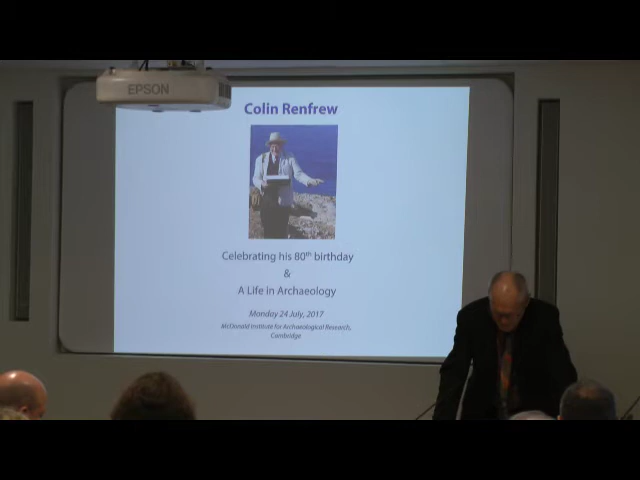 EPSON
Colin Renfrew
Celebrating his 80th birthday
&
A Life in Archaeology
Monday 24 July, 2017
McDonald Institute for Archaeological Research,
Cambridge